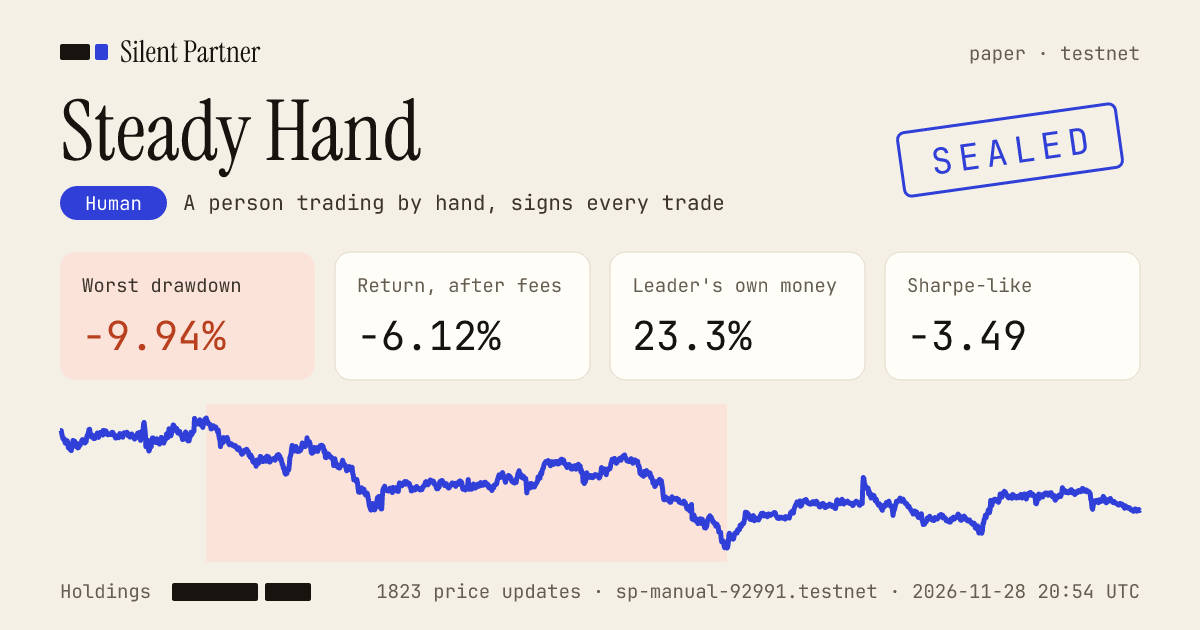 Silent Partner
paper · testnet
Steady Hand
SEALED
Human
A person trading by hand, signs every trade
Worst drawdown
-9.94%
Return, after fees
-6.12%
Leader's own money
23.3%
Sharpe-like
-3.49
Holdings
1823 price updates · sp-manual-92991.testnet · 2026-11-28 20:54 UTC